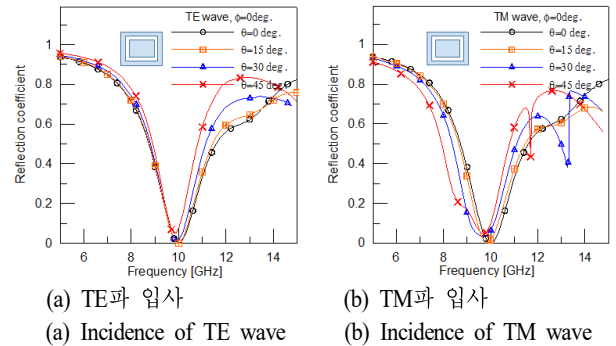 TE wave, ϕ=0deg.
θ=0 deg.
θ=15 deg.
θ=30 deg.
θ=45 deg.
Reflection coefficient
1
0.8
0.6
0.4
0.2
0
6 8 10 12 14
Frequency [GHz]
TM wave, ϕ=0deg.
θ=0 deg.
θ=15 deg.
θ=30 deg.
θ=45 deg.
Reflection coefficient
1
0.8
0.6
0.4
0.2
0
6 8 10 12 14
Frequency [GHz]
(a) TE파 입사
(b) TM파 입사
(a) Incidence of TE wave
(b) Incidence of TM wave